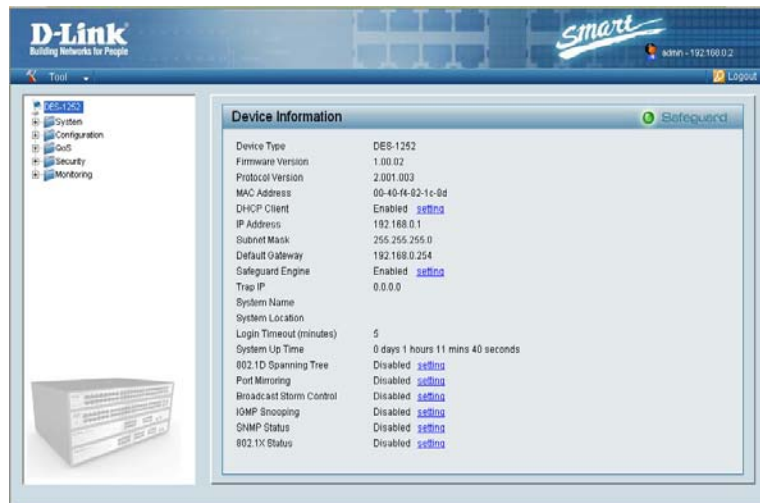 D-Link
Building Networks for People
smart
admin - 192.168.0.2
Tool
Logout
DES-1252
System
Configuration
QoS
Security
Monitoring
Device Information
Safeguard
Device Type DES-1252
Firmware Version 1.00.02
Protocol Version 2.001.003
MAC Address 00-40-f4-82-1c-8d
DHCP Client Enabled setting
IP Address 192.168.0.1
Subnet Mask 255.255.255.0
Default Gateway 192.168.0.254
Safeguard Engine Enabled setting
Trap IP 0.0.0.0
System Name
System Location
Login Timeout (minutes) 5
System Up Time 0 days 1 hours 11 mins 40 seconds
802.1D Spanning Tree Disabled setting
Port Mirroring Disabled setting
Broadcast Storm Control Disabled setting
IGMP Snooping Disabled setting
SNMP Status Disabled setting
802.1X Status Disabled setting